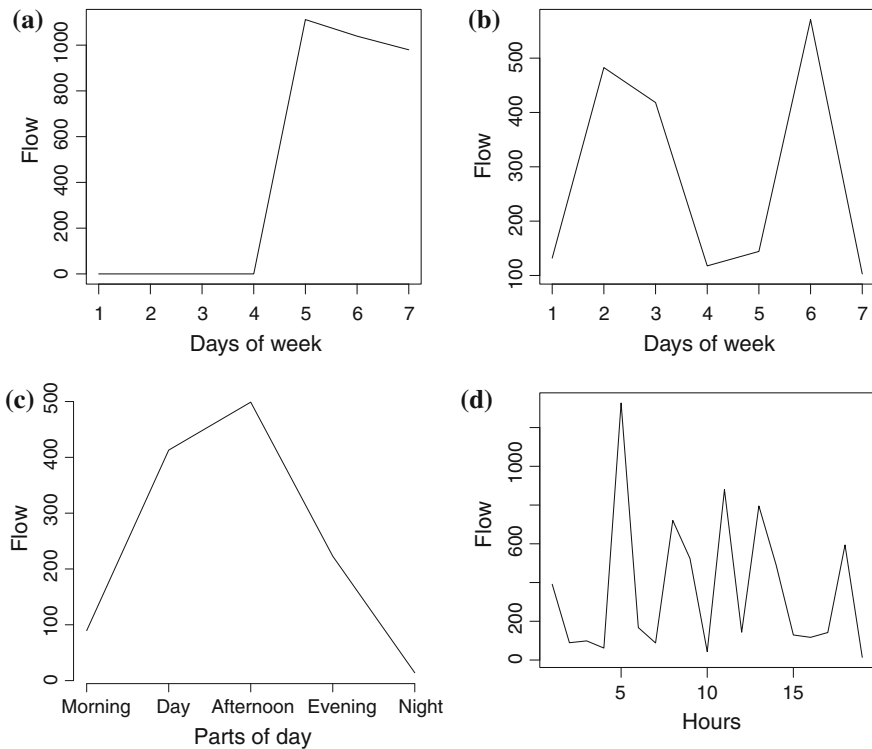 (a)
Flow
0 200 400 600 800 1000
1 2 3 4 5 6 7
Days of week
(b)
Flow
100 200 300 400 500
1 2 3 4 5 6 7
Days of week
(c)
Flow
0 100 200 300 400 500
Morning Day Afternoon Evening Night
Parts of day
(d)
Flow
0 200 600 1000
5 10 15
Hours